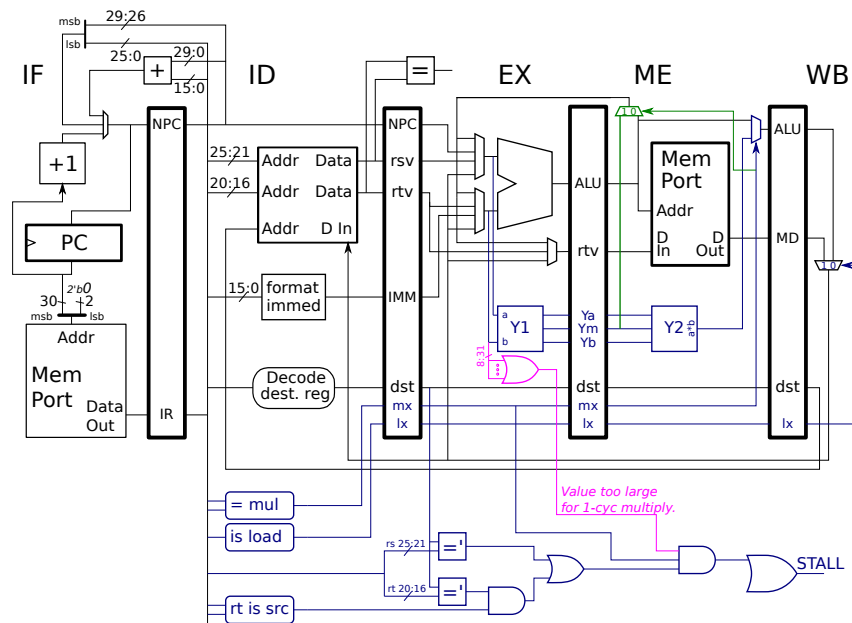 29:26
msb
lsb
25:0
29:0
15:0
+
=
IF
ID
EX
ME
WB
NPC
+1
PC
25:21
20:16
Addr Data
Addr Data
Addr D In
NPC
rsv
rtv
IMM
ALU
rtv
1 0
Mem
Port
Addr
D
In
D
Out
ALU
MD
1 0
2'b0
30
2
msb
lsb
Addr
Mem
Port
Data
Out
IR
15:0
format
immed
a
b
Y1
Ya
Ym
Yb
Y2
a*b
8:31
Decode
dest. reg
dst
mx
lx
dst
mx
lx
dst
lx
= mul
is load
rt is src
Value too large
for 1-cyc multiply.
rs 25:21
='
rt 20:16
='
STALL